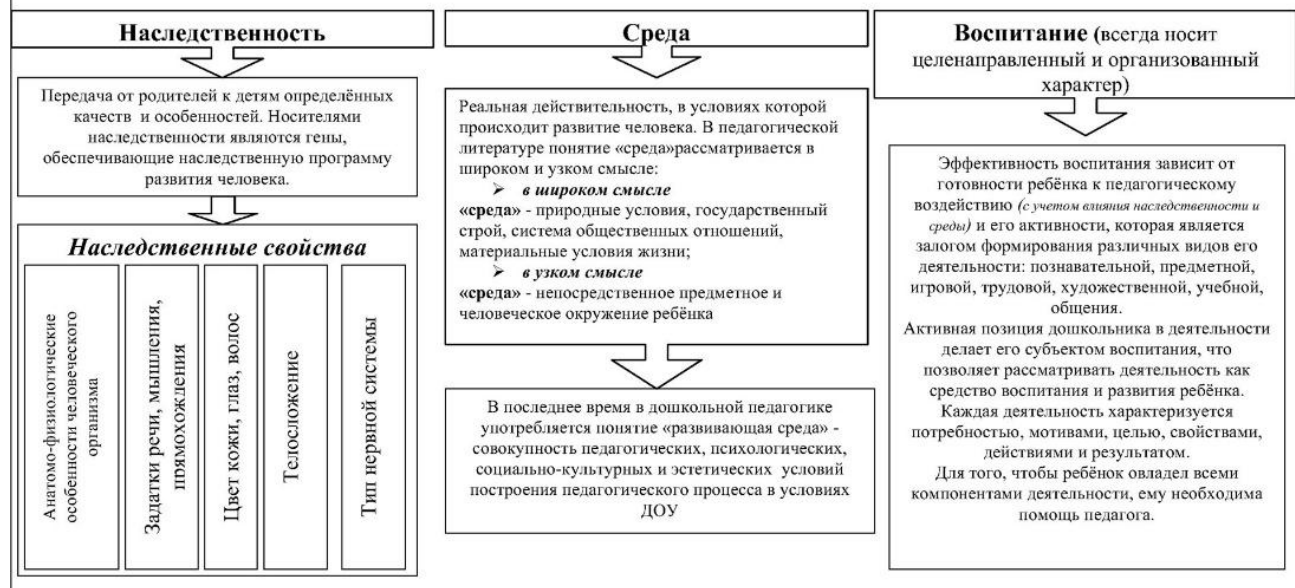 Наследственность
Передача от родителей к детям определённых
качеств и особенностей. Носителями
наследственности являются гены,
обеспечивающие наследственную программу
развития человека.
Наследственные свойства
Анатомо-физиологические
особенности человеческого
организма
Задатки речи, мышления,
прямохождения
Цвет кожи, глаз, волос
Телосложение
Тип нервной системы
Среда
Реальная действительность, в условиях которой
происходит развитие человека. В педагогической
литературе понятие «среда»рассматривается в
широком и узком смысле:
➢ в широком смысле
«среда» - природные условия, государственный
строй, система общественных отношений,
материальные условия жизни;
➢ в узком смысле
«среда» - непосредственное предметное и
человеческое окружение ребёнка
В последнее время в дошкольной педагогике
употребляется понятие «развивающая среда» -
совокупность педагогических, психологических,
социально-культурных и эстетических условий
построения педагогического процесса в условиях
ДОУ
Воспитание (всегда носит
целенаправленный и организованный
характер)
Эффективность воспитания зависит от
готовности ребёнка к педагогическому
воздействию (с учетом влияния наследственности и
среды) и его активности, которая является
залогом формирования различных видов его
деятельности: познавательной, предметной,
игровой, трудовой, художественной, учебной,
общения.
Активная позиция дошкольника в деятельности
делает его субъектом воспитания, что
позволяет рассматривать деятельность как
средство воспитания и развития ребёнка.
Каждая деятельность характеризуется
потребностью, мотивами, целью, свойствами,
действиями и результатом.
Для того, чтобы ребёнок овладел всеми
компонентами деятельности, ему необходима
помощь педагога.